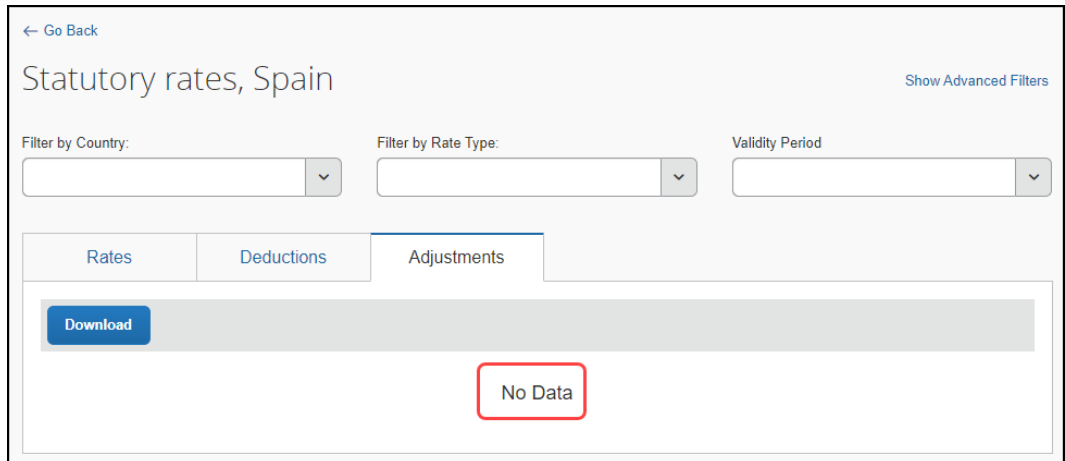 ← Go Back
Statutory rates, Spain
Show Advanced Filters
Filter by Country:
Filter by Rate Type:
Validity Period
Rates
Deductions
Adjustments
Download
No Data